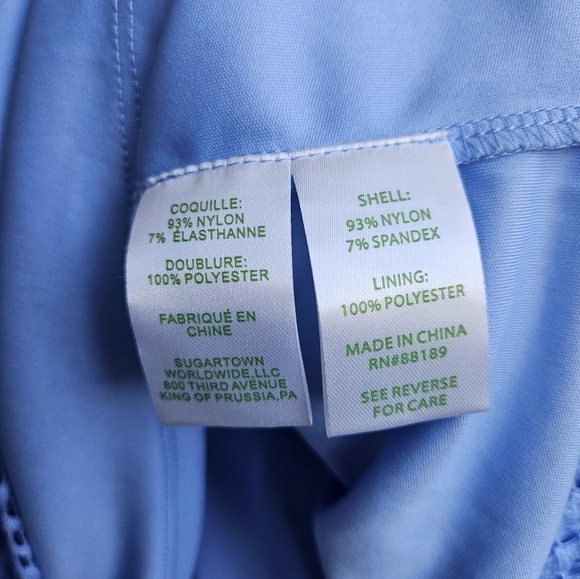 COQUILLE:
93% NYLON
7% ÉLASTHANNE
DOUBLURE:
100% POLYESTER
FABRIQUÉ EN
CHINE
SUGARTOWN
WORLDWIDE,LLC
800 THIRD AVENUE
KING OF PRUSSIA,PA
SHELL:
93% NYLON
7% SPANDEX
LINING:
100% POLYESTER
MADE IN CHINA
RN#88189
SEE REVERSE
FOR CARE